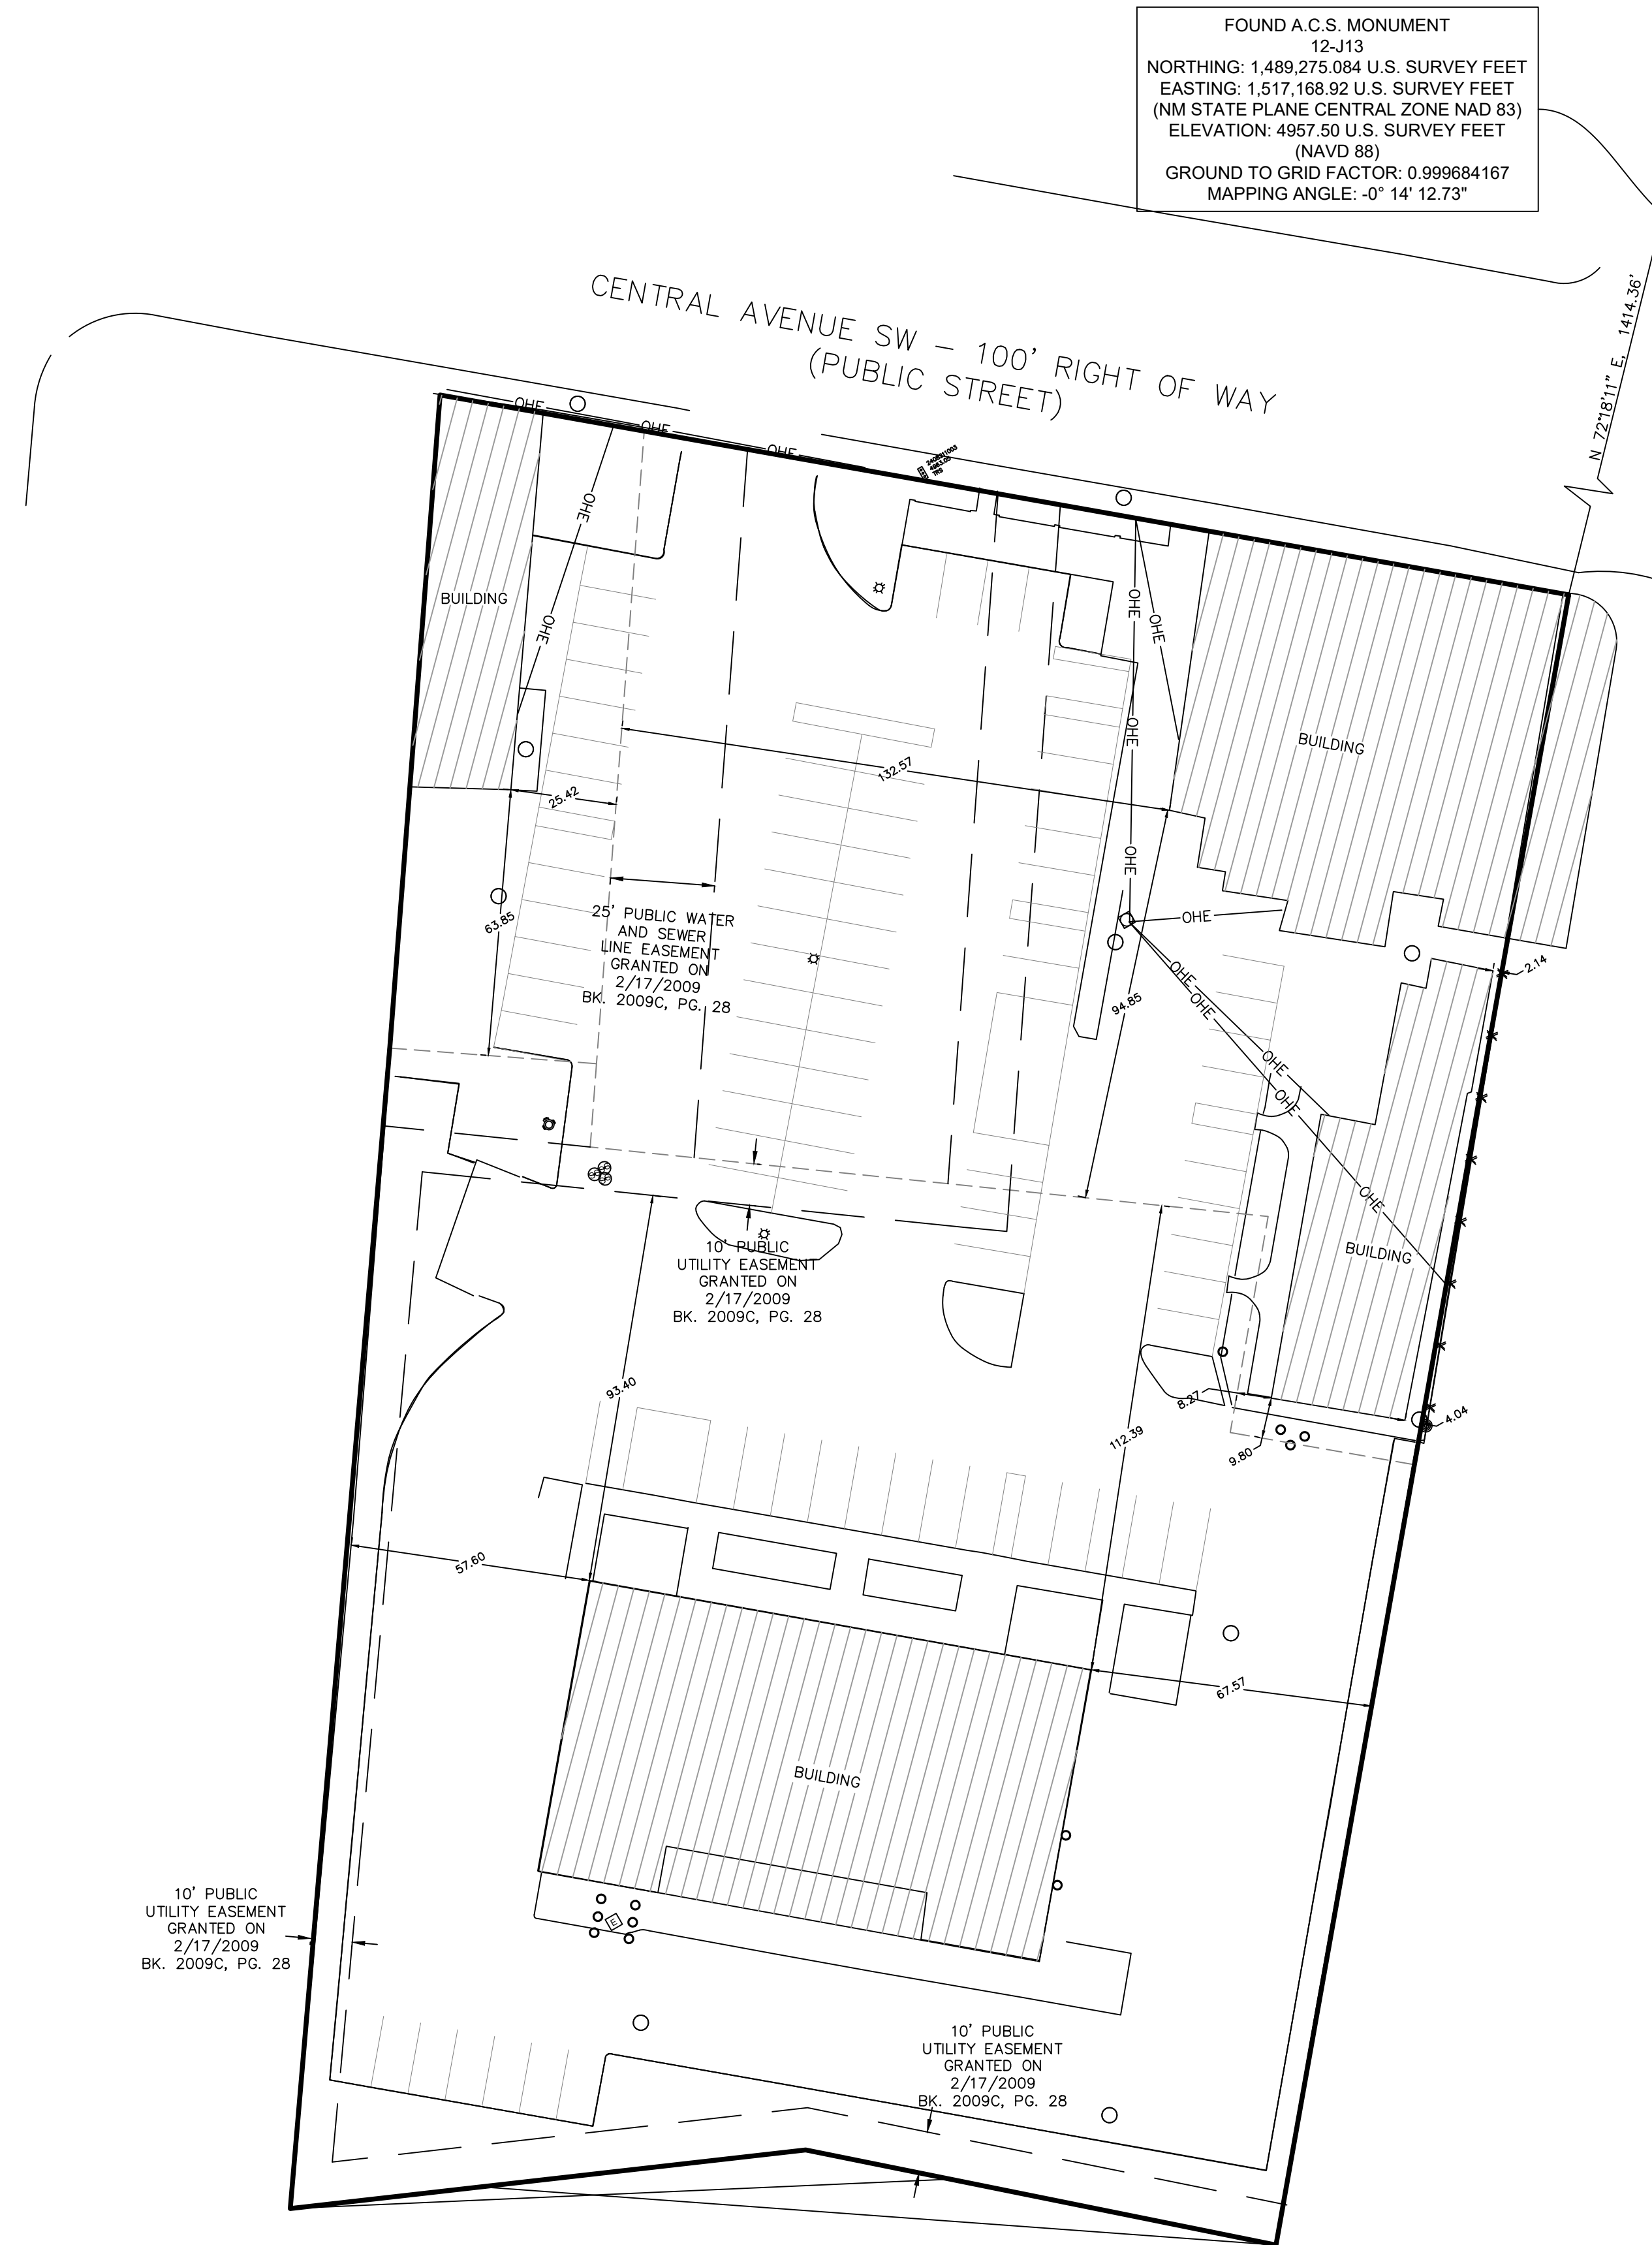 FOUND A.C.S. MONUMENT
12-J13
NORTHING: 1,489,275.084 U.S. SURVEY FEET
EASTING: 1,517,168.92 U.S. SURVEY FEET
(NM STATE PLANE CENTRAL ZONE NAD 83)
ELEVATION: 4957.50 U.S. SURVEY FEET
(NAVD 88)
GROUND TO GRID FACTOR: 0.999684167
MAPPING ANGLE: -0° 14' 12.73"
N 72°18'11" E, 1414.36'
CENTRAL AVENUE SW – 100' RIGHT OF WAY
(PUBLIC STREET)
OHE
OHE
OHE
4963.05
TRS
OHE
OHE
BUILDING
OHE
OHE
OHE
OHE
BUILDING
132.57
25.42
63.85
25' PUBLIC WATER
AND SEWER
LINE EASEMENT
GRANTED ON
2/17/2009
BK. 2009C, PG. 28
OHE
OHE
OHE
2.14
94.85
OHE
OHE
OHE
BUILDING
10' PUBLIC
UTILITY EASEMENT
GRANTED ON
2/17/2009
BK. 2009C, PG. 28
93.40
8.27
4.04
112.39
9.80
57.60
67.57
BUILDING
E
10' PUBLIC
UTILITY EASEMENT
GRANTED ON
2/17/2009
BK. 2009C, PG. 28
10' PUBLIC
UTILITY EASEMENT
GRANTED ON
2/17/2009
BK. 2009C, PG. 28